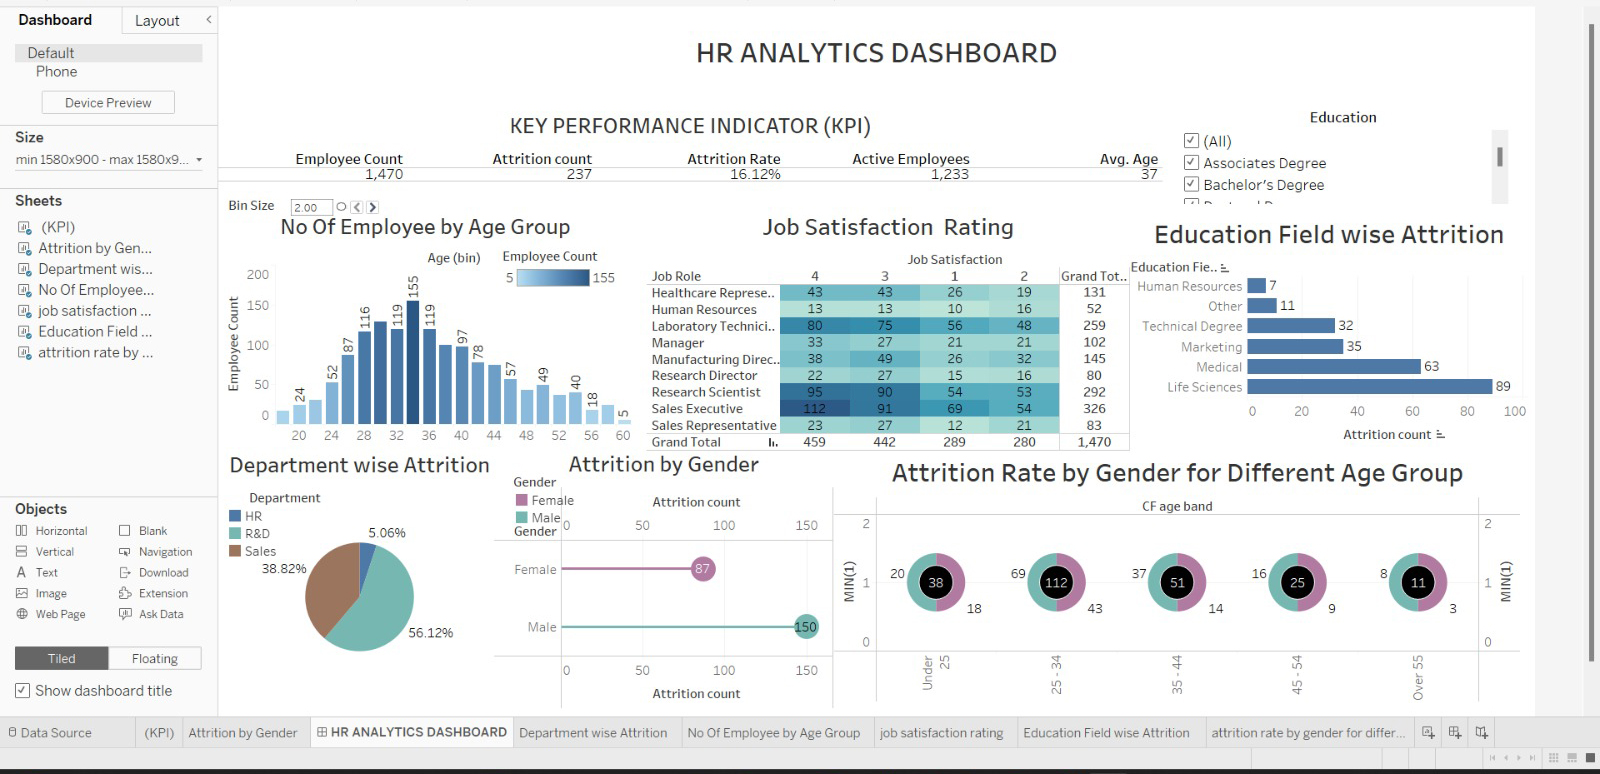 Dashboard Layout <
Default
Phone
Device Preview
Size
min 1580x900 - max 1580x9...
Sheets
(KPI)
Attrition by Gen...
Department wis...
No Of Employee...
job satisfaction ...
Education Field ...
attrition rate by ...
Objects
Horizontal Blank
Vertical Navigation
A Text Download
Image Extension
Web Page Ask Data
Tiled Floating
Show dashboard title
HR ANALYTICS DASHBOARD
KEY PERFORMANCE INDICATOR (KPI)
Employee Count Attrition count Attrition Rate Active Employees Avg. Age
1,470 237 16.12% 1,233 37
Education
(All)
Associates Degree
Bachelor's Degree
Bin Size 2.00
No Of Employee by Age Group
Age (bin)
Employee Count
5 155
Employee Count
200
150
100
50
0
24 52 87 116 119 155 119 97 78 57 49 40 18 5
20 24 28 32 36 40 44 48 52 56 60
Job Satisfaction Rating
Job Satisfaction
Job Role 4 3 1 2 Grand Tot..
Healthcare Represe.. 43 43 26 19 131
Human Resources 13 13 10 16 52
Laboratory Technici.. 80 75 56 48 259
Manager 33 27 21 21 102
Manufacturing Direc.. 38 49 26 32 145
Research Director 22 27 15 16 80
Research Scientist 95 90 54 53 292
Sales Executive 112 91 69 54 326
Sales Representative 23 27 12 21 83
Grand Total 459 442 289 280 1,470
Education Field wise Attrition
Education Fie..
Human Resources 7
Other 11
Technical Degree 32
Marketing 35
Medical 63
Life Sciences 89
0 20 40 60 80 100
Attrition count
Department wise Attrition
Department
HR
R&D
Sales
5.06%
38.82%
56.12%
Attrition by Gender
Gender
Female
Male
Gender
Attrition count
0 50 100 150
Female 87
Male 150
0 50 100 150
Attrition count
Attrition Rate by Gender for Different Age Group
CF age band
2 2
MIN(1) 1 1 MIN(1)
0 0
20 38 18
69 112 43
37 51 14
16 25 9
8 11 3
Under 25
25 - 34
35 - 44
45 - 54
Over 55
Data Source (KPI) Attrition by Gender HR ANALYTICS DASHBOARD Department wise Attrition No Of Employee by Age Group job satisfaction rating Education Field wise Attrition attrition rate by gender for differ...